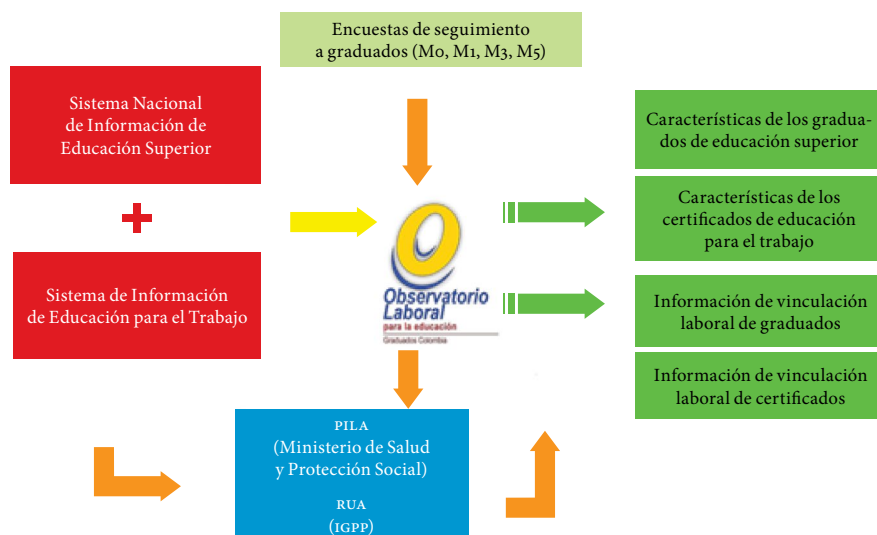 Encuestas de seguimiento
a graduados (M0, M1, M3, M5)
Sistema Nacional
de Información de
Educación Superior
Sistema de Información
de Educación para el Trabajo
Observatorio
Laboral
para la educación
Graduados Colombia
Características de los gradua-
dos de educación superior
Características de los
certificados de educación
para el trabajo
Información de vinculación
laboral de graduados
Información de vinculación
laboral de certificados
PILA
(Ministerio de Salud
y Protección Social)
RUA
(IGPP)